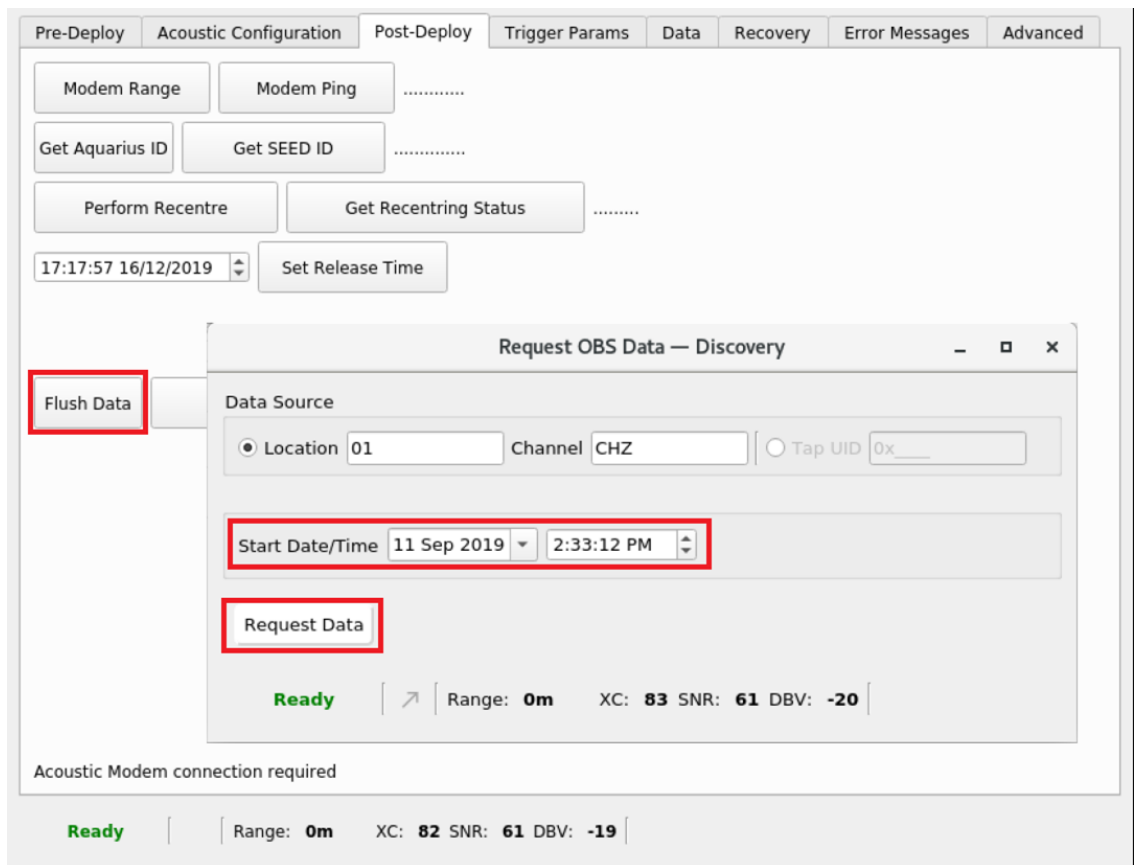 Pre-Deploy Acoustic Configuration Post-Deploy Trigger Params Data Recovery Error Messages Advanced
Modem Range Modem Ping ............
Get Aquarius ID Get SEED ID ..............
Perform Recentre Get Recentring Status .........
17:17:57 16/12/2019 Set Release Time
Request OBS Data — Discovery
Flush Data
Data Source
Location 01 Channel CHZ Tap UID 0x____
Start Date/Time 11 Sep 2019 2:33:12 PM
Request Data
Ready Range: 0m XC: 83 SNR: 61 DBV: -20
Acoustic Modem connection required
Ready Range: 0m XC: 82 SNR: 61 DBV: -19